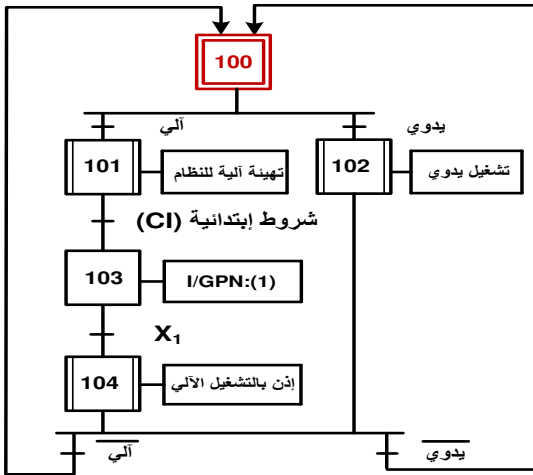 100
آلي
يدوي
101
تهيئة آلية للنظام
102
تشغيل يدوي
شروط إبتدائية (CI)
103
I/GPN:(1)
X₁
104
إذن بالتشغيل الآلي
آلي
يدوي